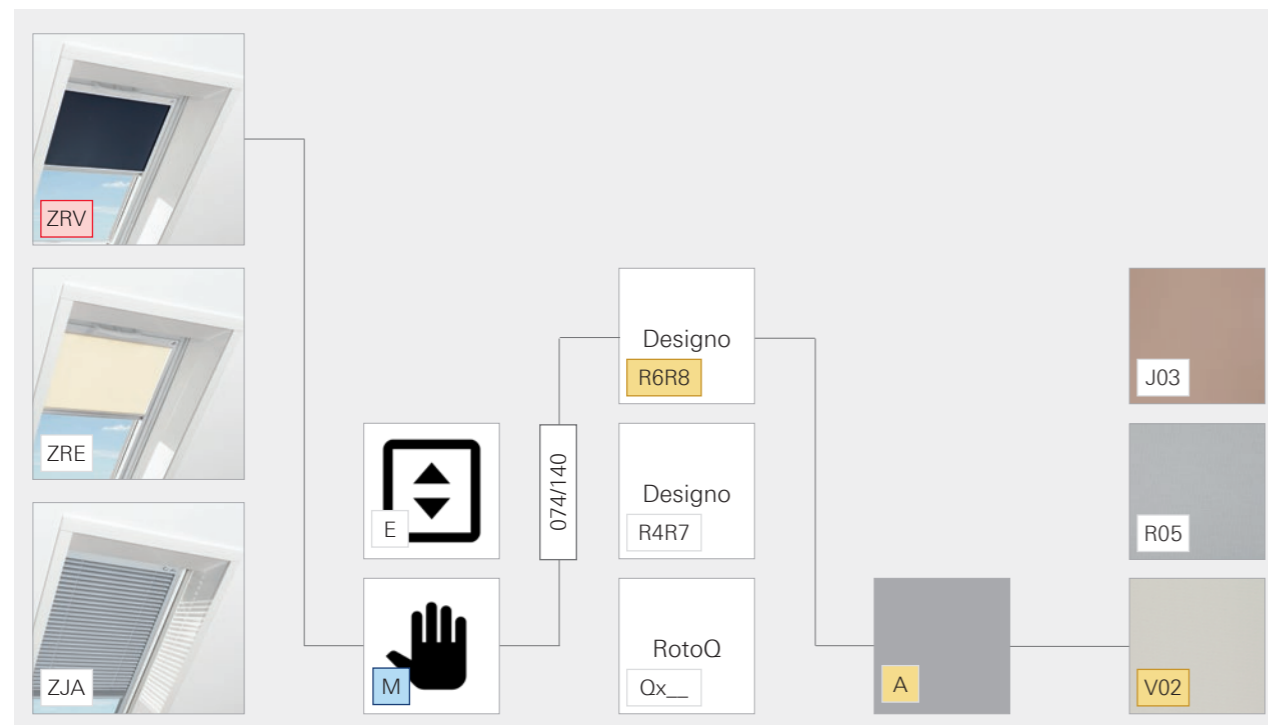 ZRV
ZRE
ZJA
E
M
074/140
Designo
R6R8
Designo
R4R7
RotoQ
Qx__
A
J03
R05
V02